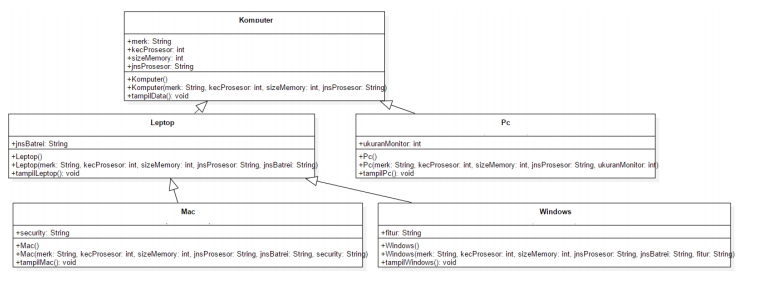 Komputer
+merk: String
+kecProsesor: int
+sizeMemory: int
+jnsProsesor: String
+Komputer()
+Komputer(merk: String, kecProsesor: int, sizeMemory: int, jnsProsesor: String)
+tampilData(): void
Leptop
+jnsBatrei: String
+Leptop()
+Leptop(merk: String, kecProsesor: int, sizeMemory: int, jnsProsesor: String, jnsBatrei: String)
+tampilLeptop(): void
Pc
+ukuranMonitor: int
+Pc()
+Pc(merk: String, kecProsesor: int, sizeMemory: int, jnsProsesor: String, ukuranMonitor: int)
+tampilPc(): void
Mac
+security: String
+Mac()
+Mac(merk: String, kecProsesor: int, sizeMemory: int, jnsProsesor: String, jnsBatrei: String, security: String)
+tampilMac(): void
Windows
+fitur: String
+Windows()
+Windows(merk: String, kecProsesor: int, sizeMemory: int, jnsProsesor: String, jnsBatrei: String, fitur: String)
+tampilWindows(): void